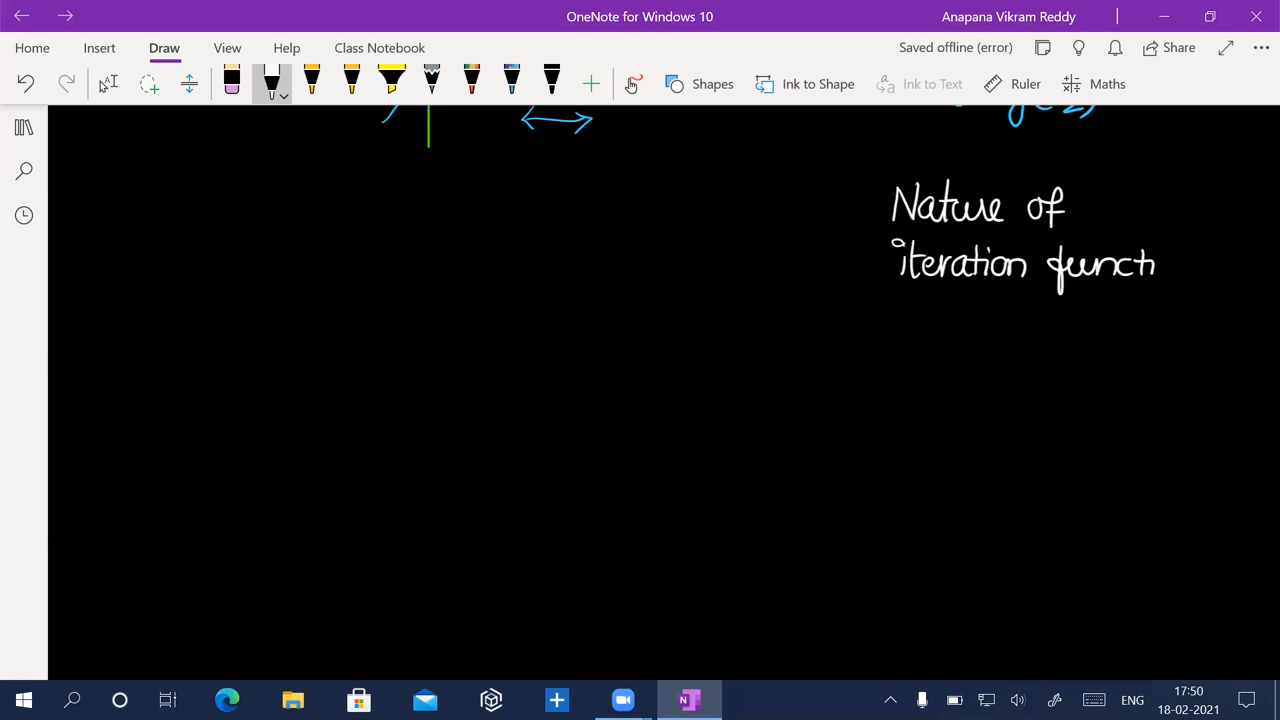 OneNote for Windows 10
Anapana Vikram Reddy
Home Insert Draw View Help Class Notebook
Saved offline (error)
Share
Shapes Ink to Shape Ink to Text Ruler Maths
Nature of
iteration funct
ENG
17:50
18-02-2021